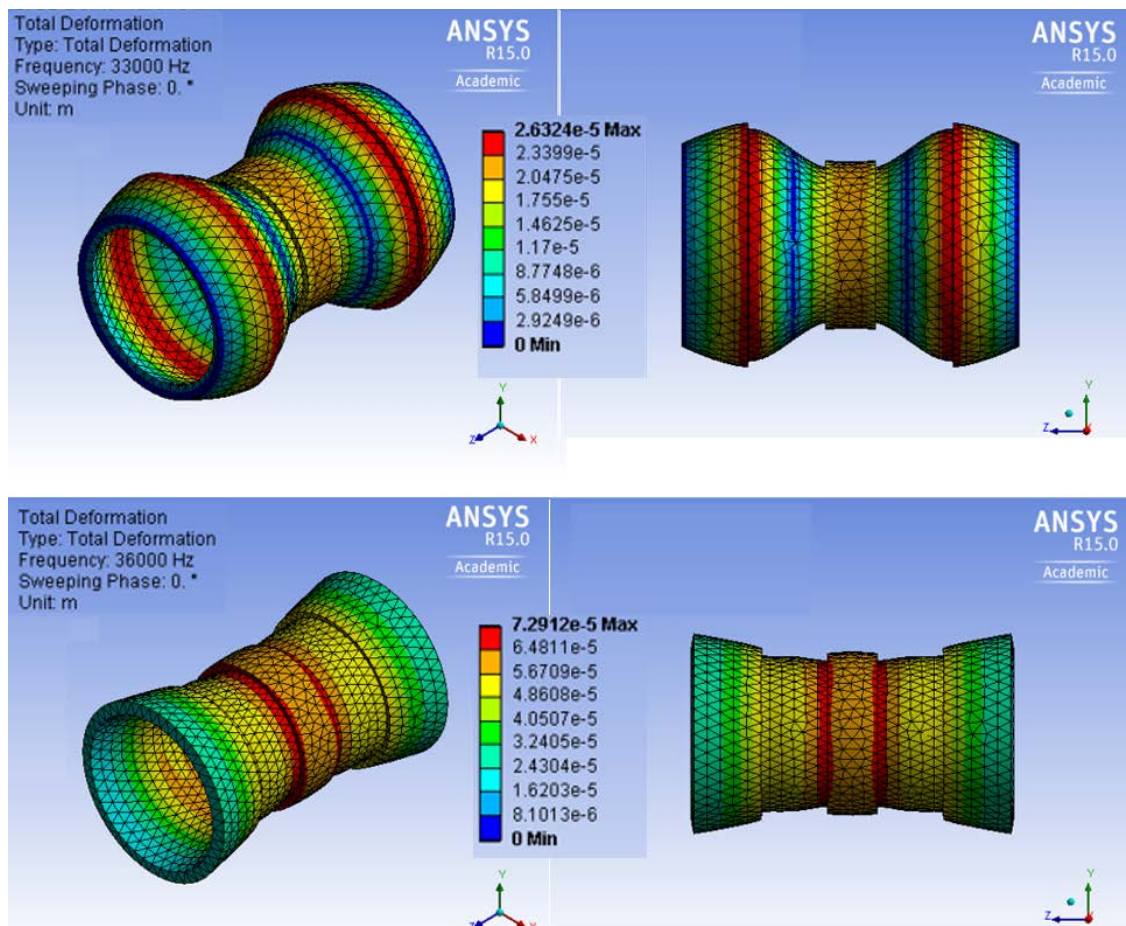 Total Deformation
Type: Total Deformation
Frequency: 33000 Hz
Sweeping Phase: 0. °
Unit: m
ANSYS
R15.0
Academic
ANSYS
R15.0
Academic
2.6324e-5 Max
2.3399e-5
2.0475e-5
1.755e-5
1.4625e-5
1.17e-5
8.7748e-6
5.8499e-6
2.9249e-6
0 Min
Y
Z
X
Y
Z
Total Deformation
Type: Total Deformation
Frequency: 36000 Hz
Sweeping Phase: 0. °
Unit: m
ANSYS
R15.0
Academic
ANSYS
R15.0
Academic
7.2912e-5 Max
6.4811e-5
5.6709e-5
4.8608e-5
4.0507e-5
3.2405e-5
2.4304e-5
1.6203e-5
8.1013e-6
0 Min
Y
Y
Z